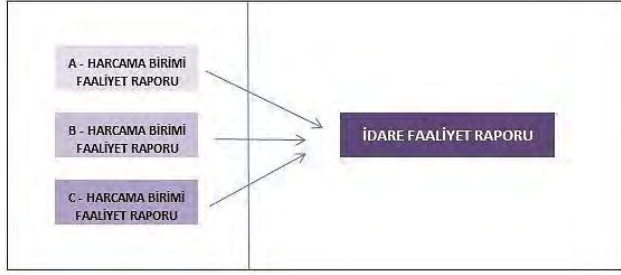 A - HARCAMA BİRİMİ
FAALİYET RAPORU
B - HARCAMA BİRİMİ
FAALİYET RAPORU
C - HARCAMA BİRİMİ
FAALİYET RAPORU
İDARE FAALİYET RAPORU